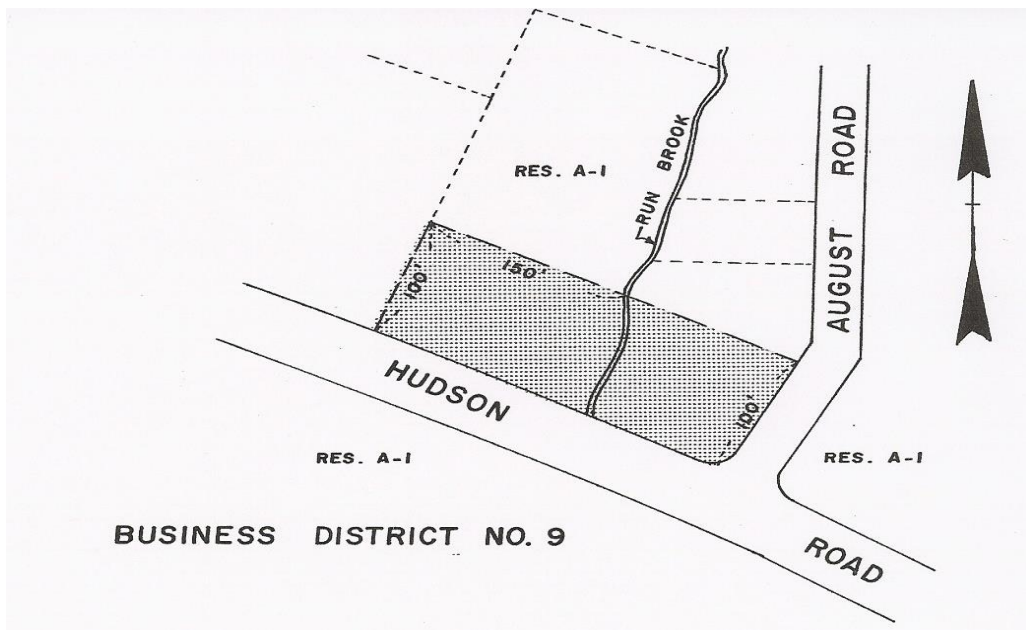 RES. A-1
RUN BROOK
AUGUST ROAD
150'
100'
100'
HUDSON ROAD
RES. A-1
RES. A-1
BUSINESS DISTRICT NO. 9